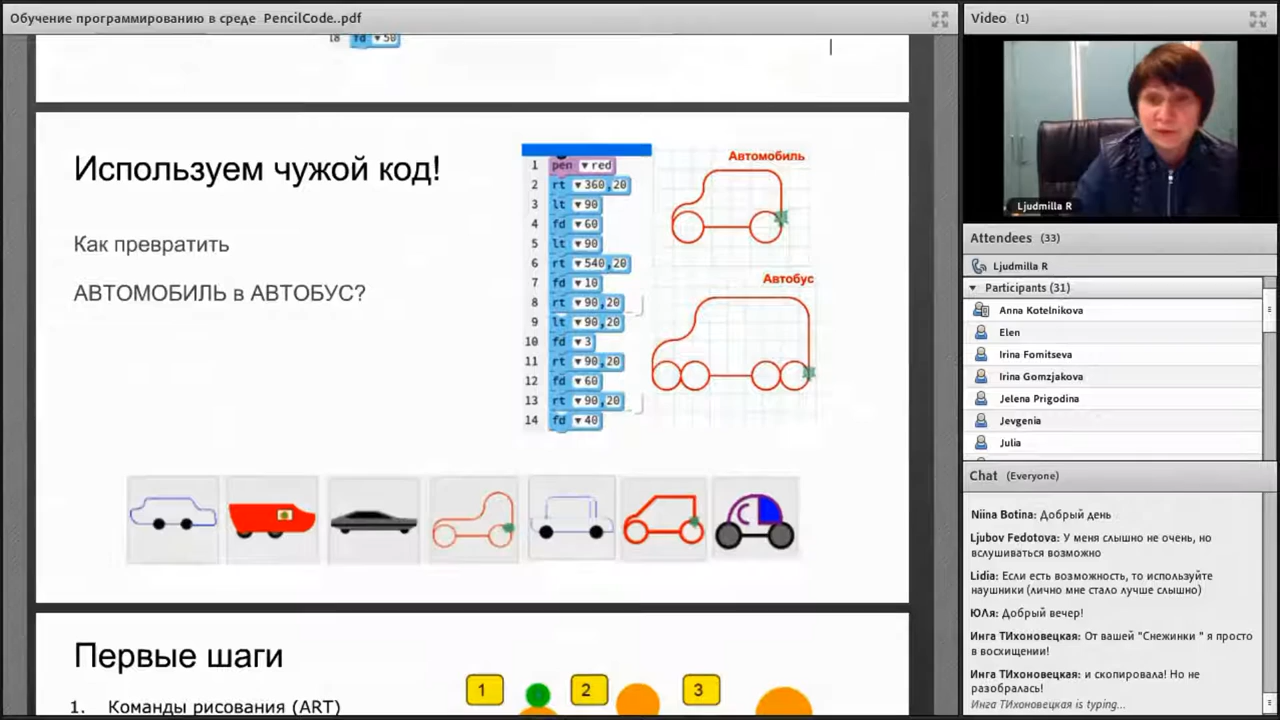 Обучение программированию в среде PencilCode..pdf
18 fd ▾ 50
Используем чужой код!
Как превратить
АВТОМОБИЛЬ в АВТОБУС?
1 pen ▾ red
2 rt ▾ 360,20
3 lt ▾ 90
4 fd ▾ 60
5 lt ▾ 90
6 rt ▾ 540,20
7 fd ▾ 10
8 rt ▾ 90,20
9 lt ▾ 90,20
10 fd ▾ 3
11 rt ▾ 90,20
12 fd ▾ 60
13 rt ▾ 90,20
14 fd ▾ 40
Автомобиль
Автобус
Первые шаги
1. Команды рисования (ART)
1 2 3
Video (1)
Ljudmilla R
Attendees (33)
Ljudmilla R
Participants (31)
Anna Kotelnikova
Elen
Irina Fomitseva
Irina Gomzjakova
Jelena Prigodina
Jevgenia
Julia
Chat (Everyone)
Niina Botina: Добрый день
Ljubov Fedotova: У меня слышно не очень, но
вслушиваться возможно
Lidia: Если есть возможность, то используйте
наушники (лично мне стало лучше слышно)
ЮЛя: Добрый вечер!
Инга ТИхоновецкая: От вашей "Снежинки " я просто
в восхищении!
Инга ТИхоновецкая: и скопировала! Но не
разобралась!
Инга ТИхоновецкая is typing...